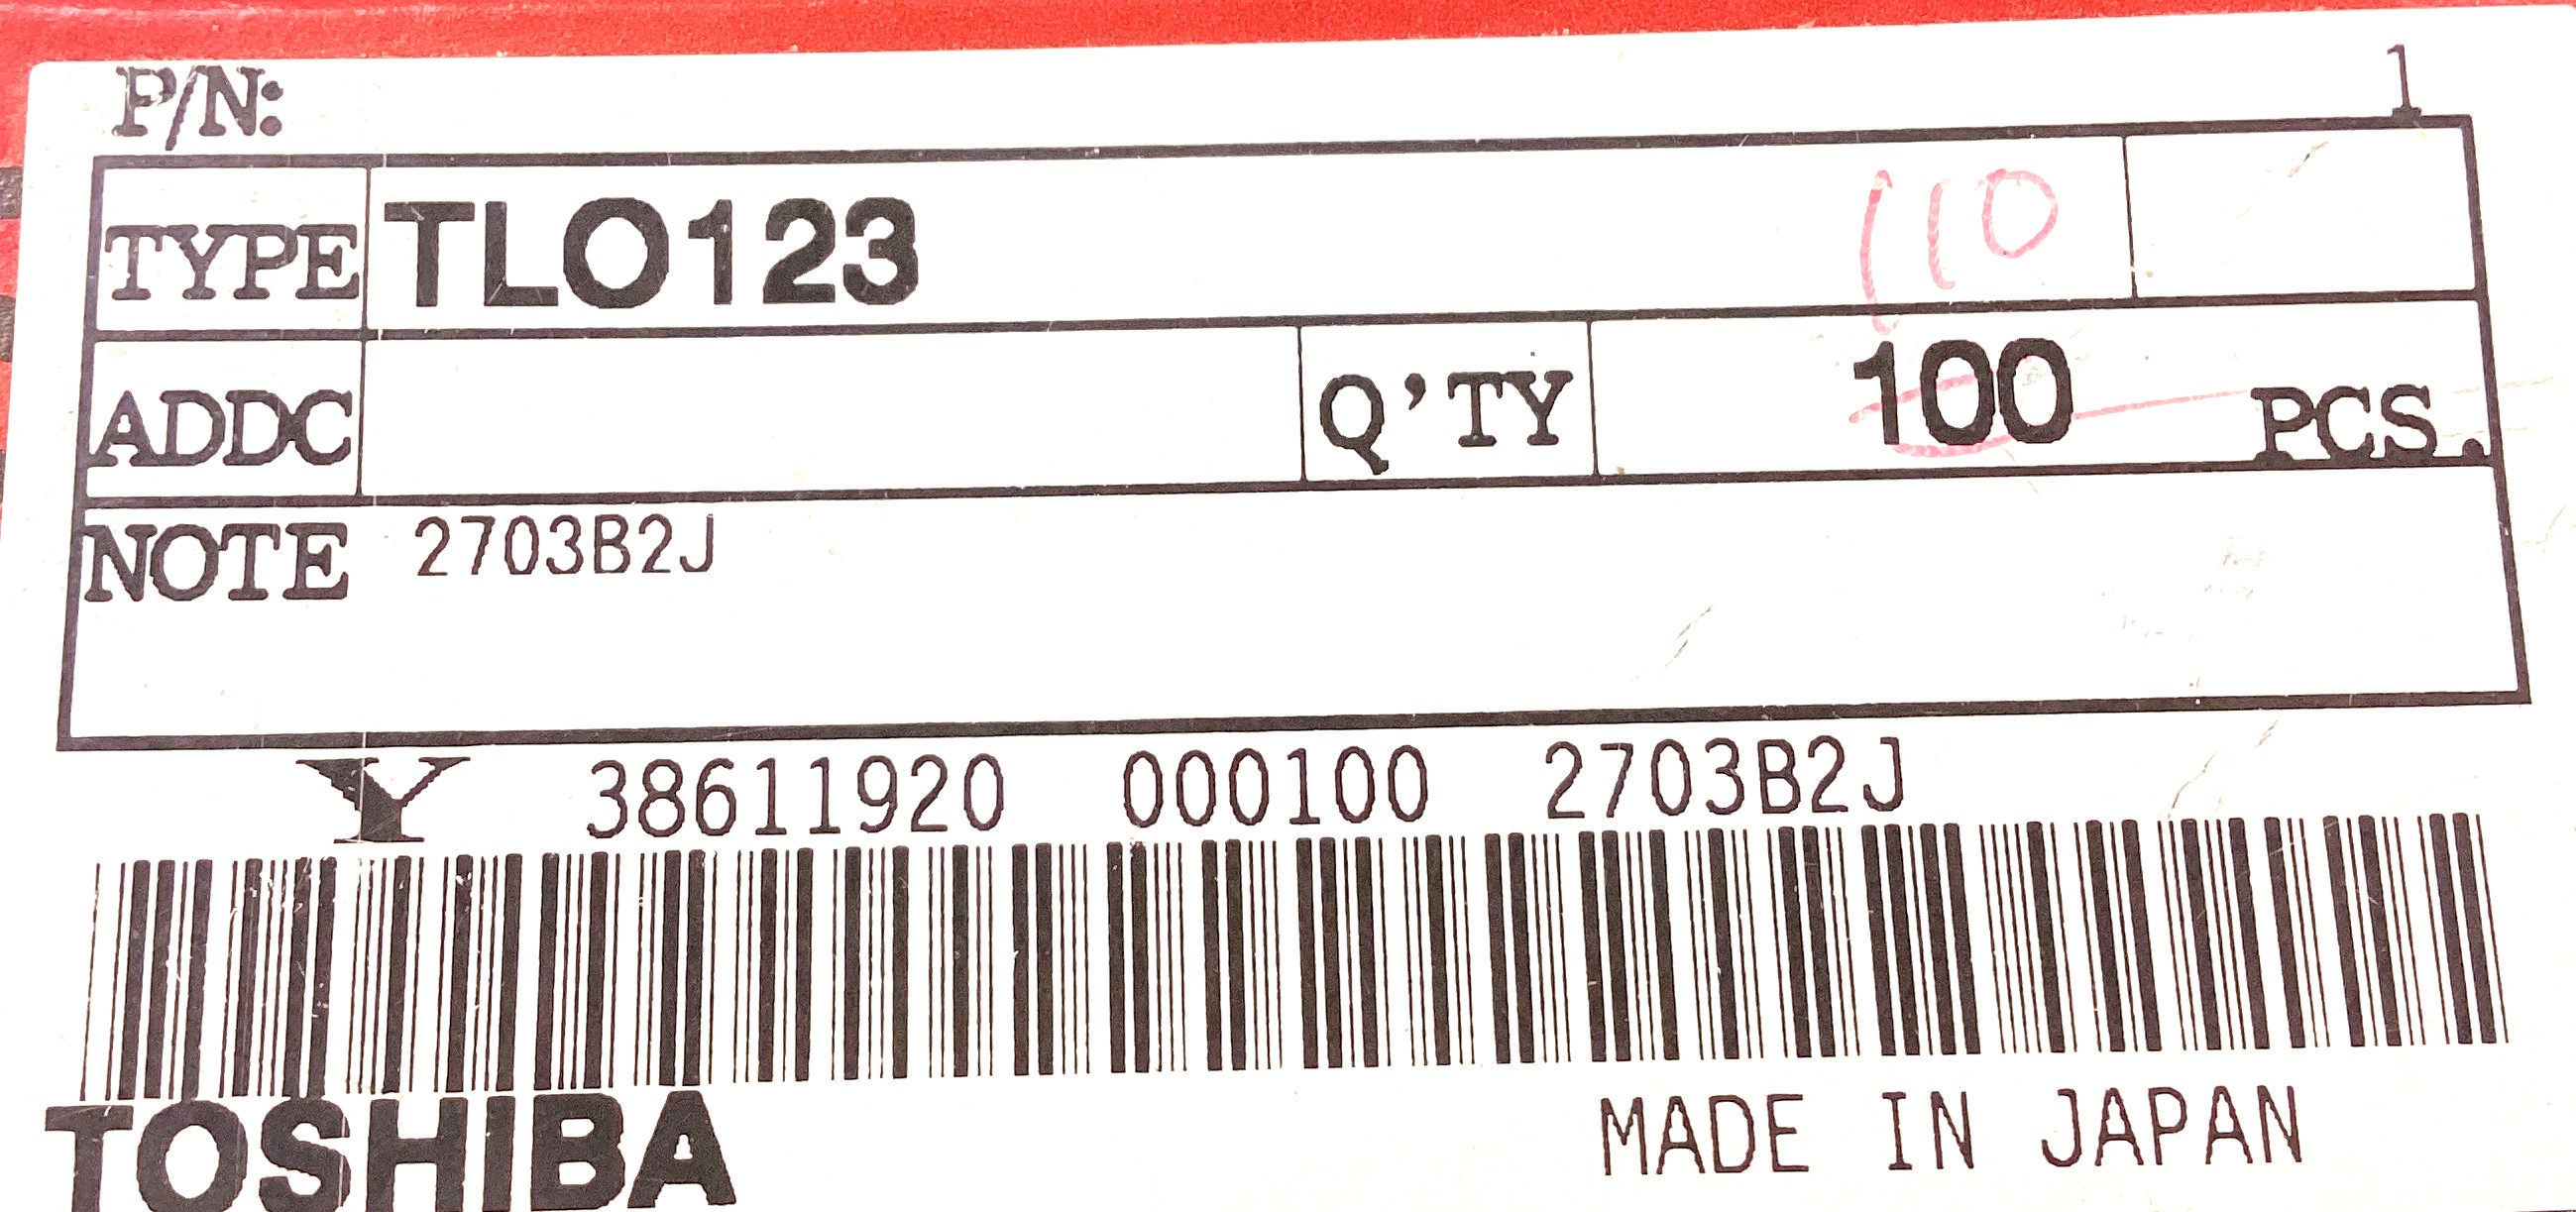 P/N: 1
TYPE TLO123 110
ADDC Q'TY 100 PCS.
NOTE 2703B2J
Y 38611920 000100 2703B2J
TOSHIBA MADE IN JAPAN